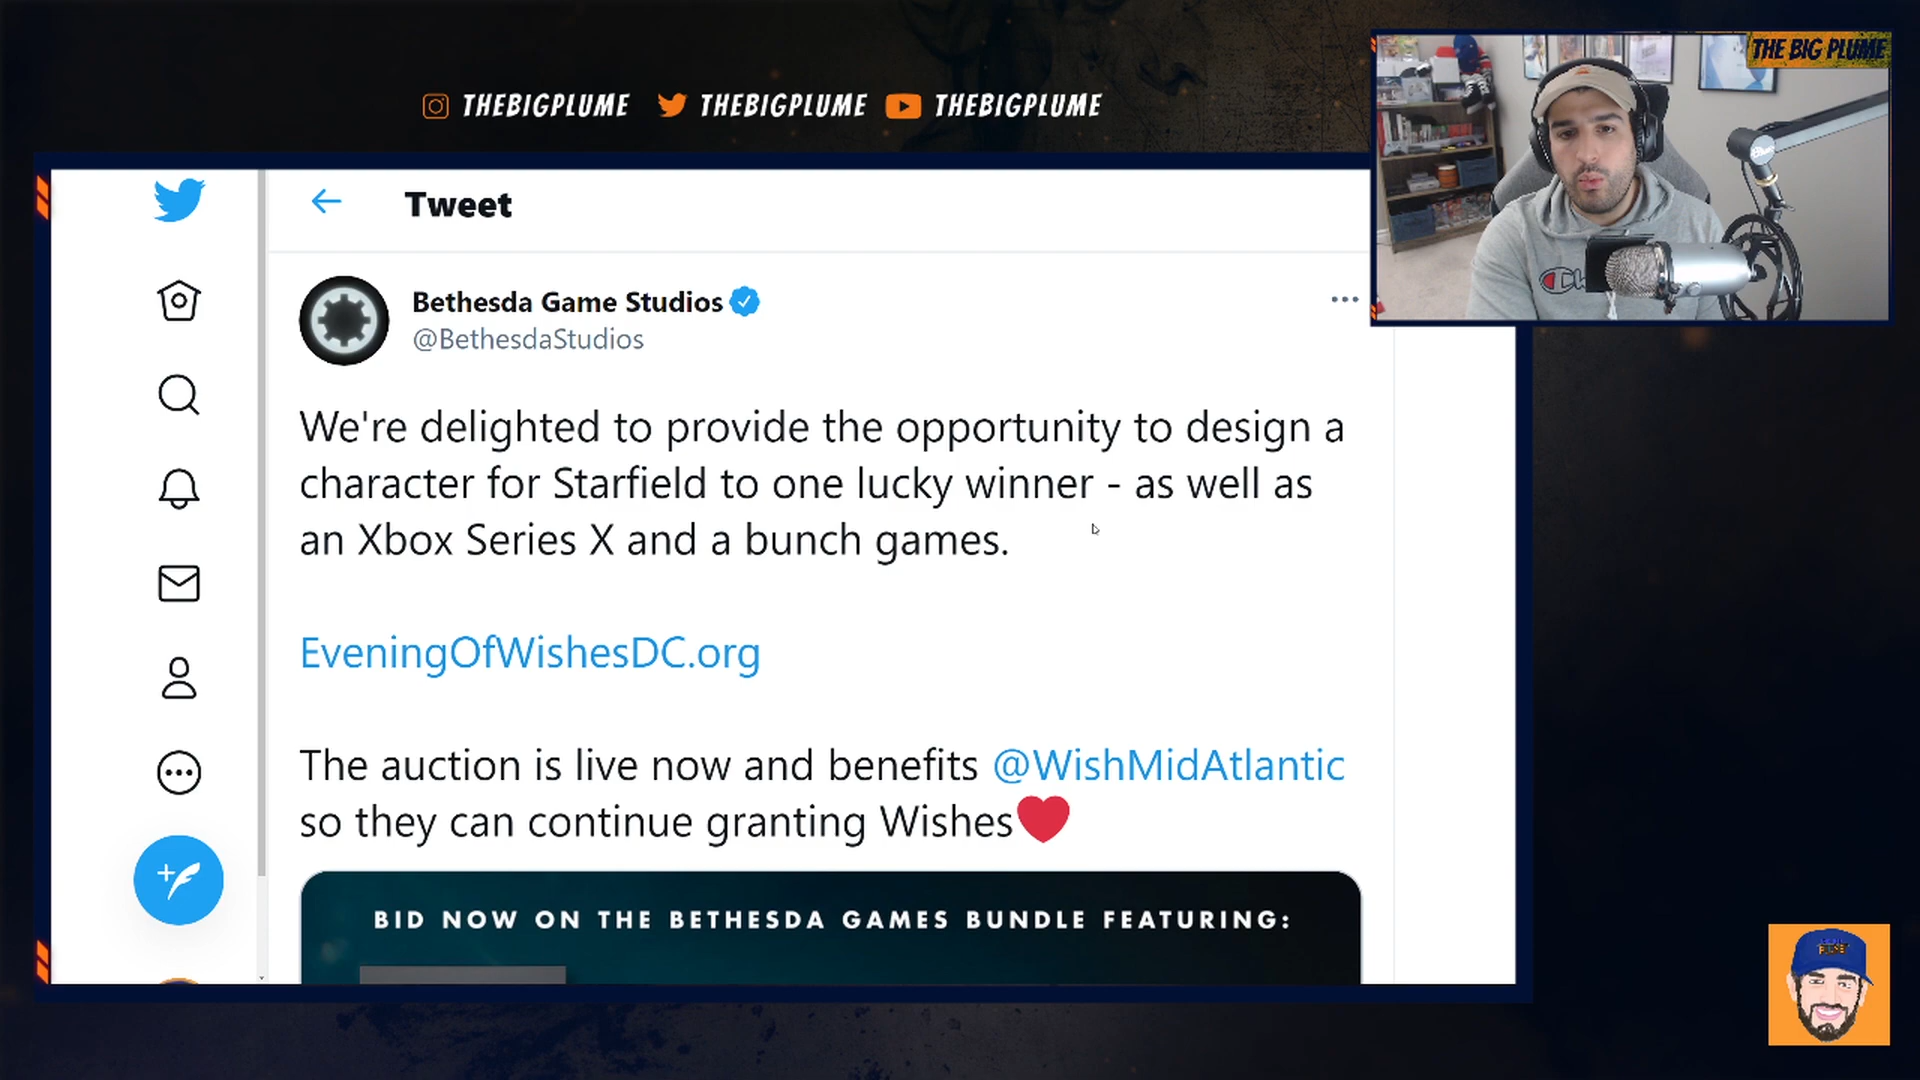 THEBIGPLUME THEBIGPLUME THEBIGPLUME
THE BIG PLUME
Tweet
Bethesda Game Studios
@BethesdaStudios
We're delighted to provide the opportunity to design a
character for Starfield to one lucky winner - as well as
an Xbox Series X and a bunch games.
EveningOfWishesDC.org
The auction is live now and benefits @WishMidAtlantic
so they can continue granting Wishes
BID NOW ON THE BETHESDA GAMES BUNDLE FEATURING: